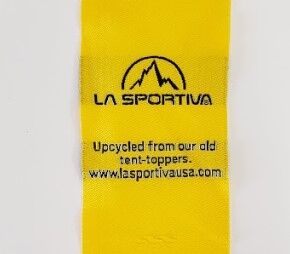 LA SPORTIVA®
Upcycled from our old
tent-toppers.
www.lasportivausa.com